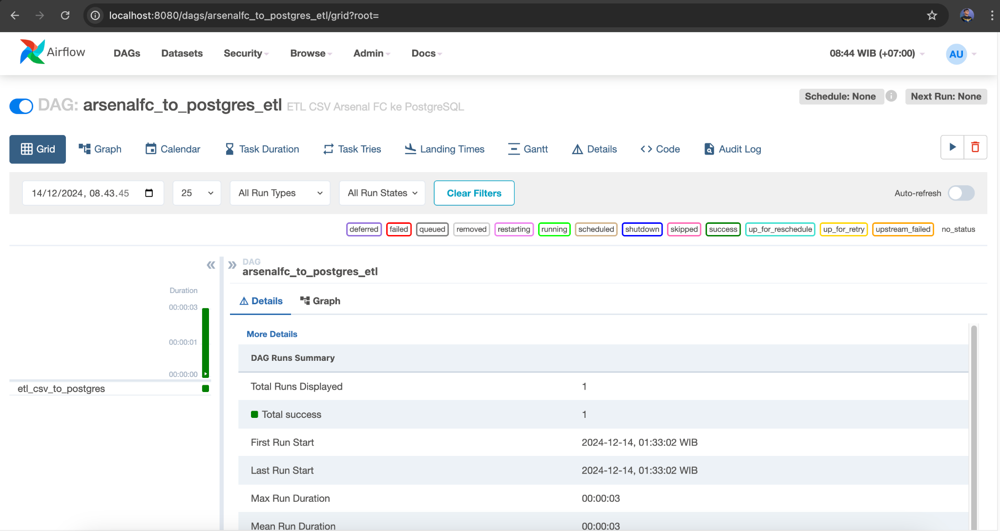 localhost:8080/dags/arsenalfc_to_postgres_etl/grid?root=
Airflow DAGs Datasets Security Browse Admin Docs 08:44 WIB (+07:00) AU
Schedule: None Next Run: None
DAG: arsenalfc_to_postgres_etl ETL CSV Arsenal FC ke PostgreSQL
Grid Graph Calendar Task Duration Task Tries Landing Times Gantt Details Code Audit Log
14/12/2024, 08.43.45 25 All Run Types All Run States Clear Filters Auto-refresh
deferred failed queued removed restarting running scheduled shutdown skipped success up_for_reschedule up_for_retry upstream_failed no_status
Duration
00:00:03
00:00:01
00:00:00
etl_csv_to_postgres
DAG
arsenalfc_to_postgres_etl
Details Graph
More Details
DAG Runs Summary
Total Runs Displayed 1
Total success 1
First Run Start 2024-12-14, 01:33:02 WIB
Last Run Start 2024-12-14, 01:33:02 WIB
Max Run Duration 00:00:03
Mean Run Duration 00:00:03